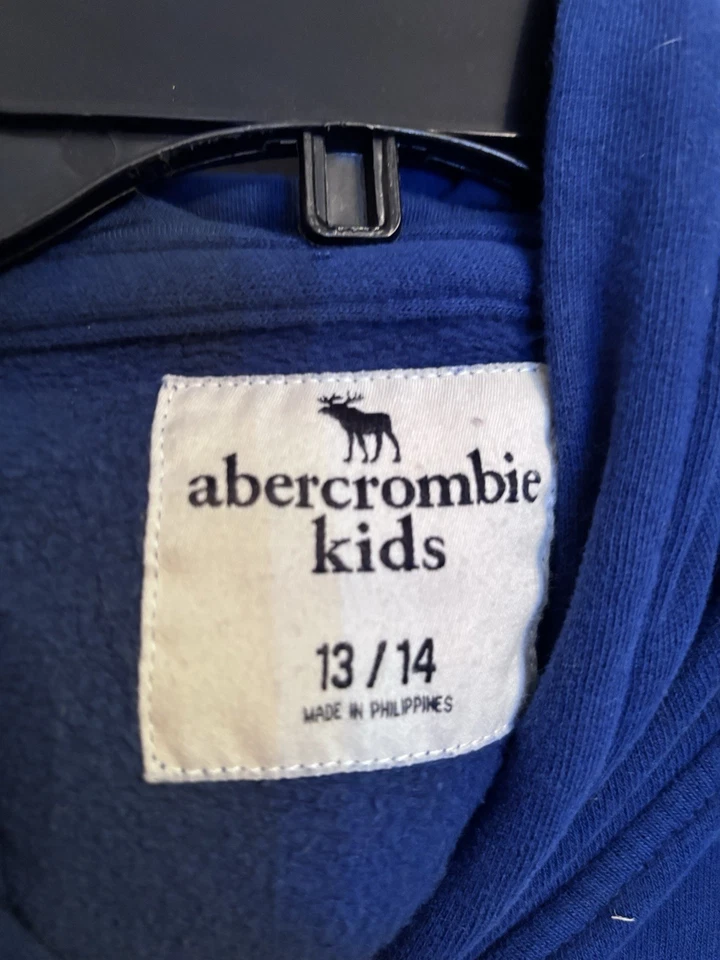 abercrombie
kids
13 / 14
MADE IN PHILIPPINES